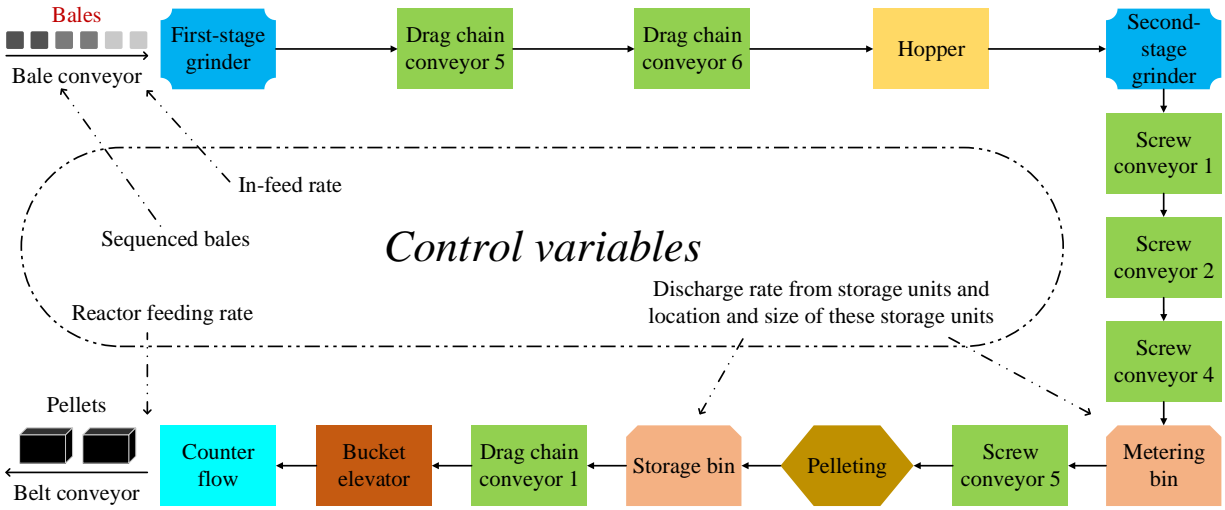 Bales
Bale conveyor
First-stage
grinder
Drag chain
conveyor 5
Drag chain
conveyor 6
Hopper
Second-
stage
grinder
Screw
conveyor 1
In-feed rate
Sequenced bales
Control variables
Screw
conveyor 2
Reactor feeding rate
Discharge rate from storage units and
location and size of these storage units
Screw
conveyor 4
Pellets
Belt conveyor
Counter
flow
Bucket
elevator
Drag chain
conveyor 1
Storage bin
Pelleting
Screw
conveyor 5
Metering
bin